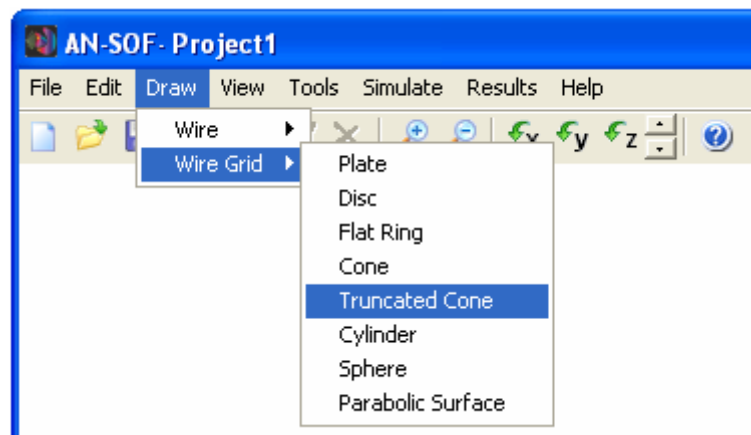 AN-SOF- Project1
File Edit Draw View Tools Simulate Results Help
x y z
Wire
Wire Grid
Plate
Disc
Flat Ring
Cone
Truncated Cone
Cylinder
Sphere
Parabolic Surface